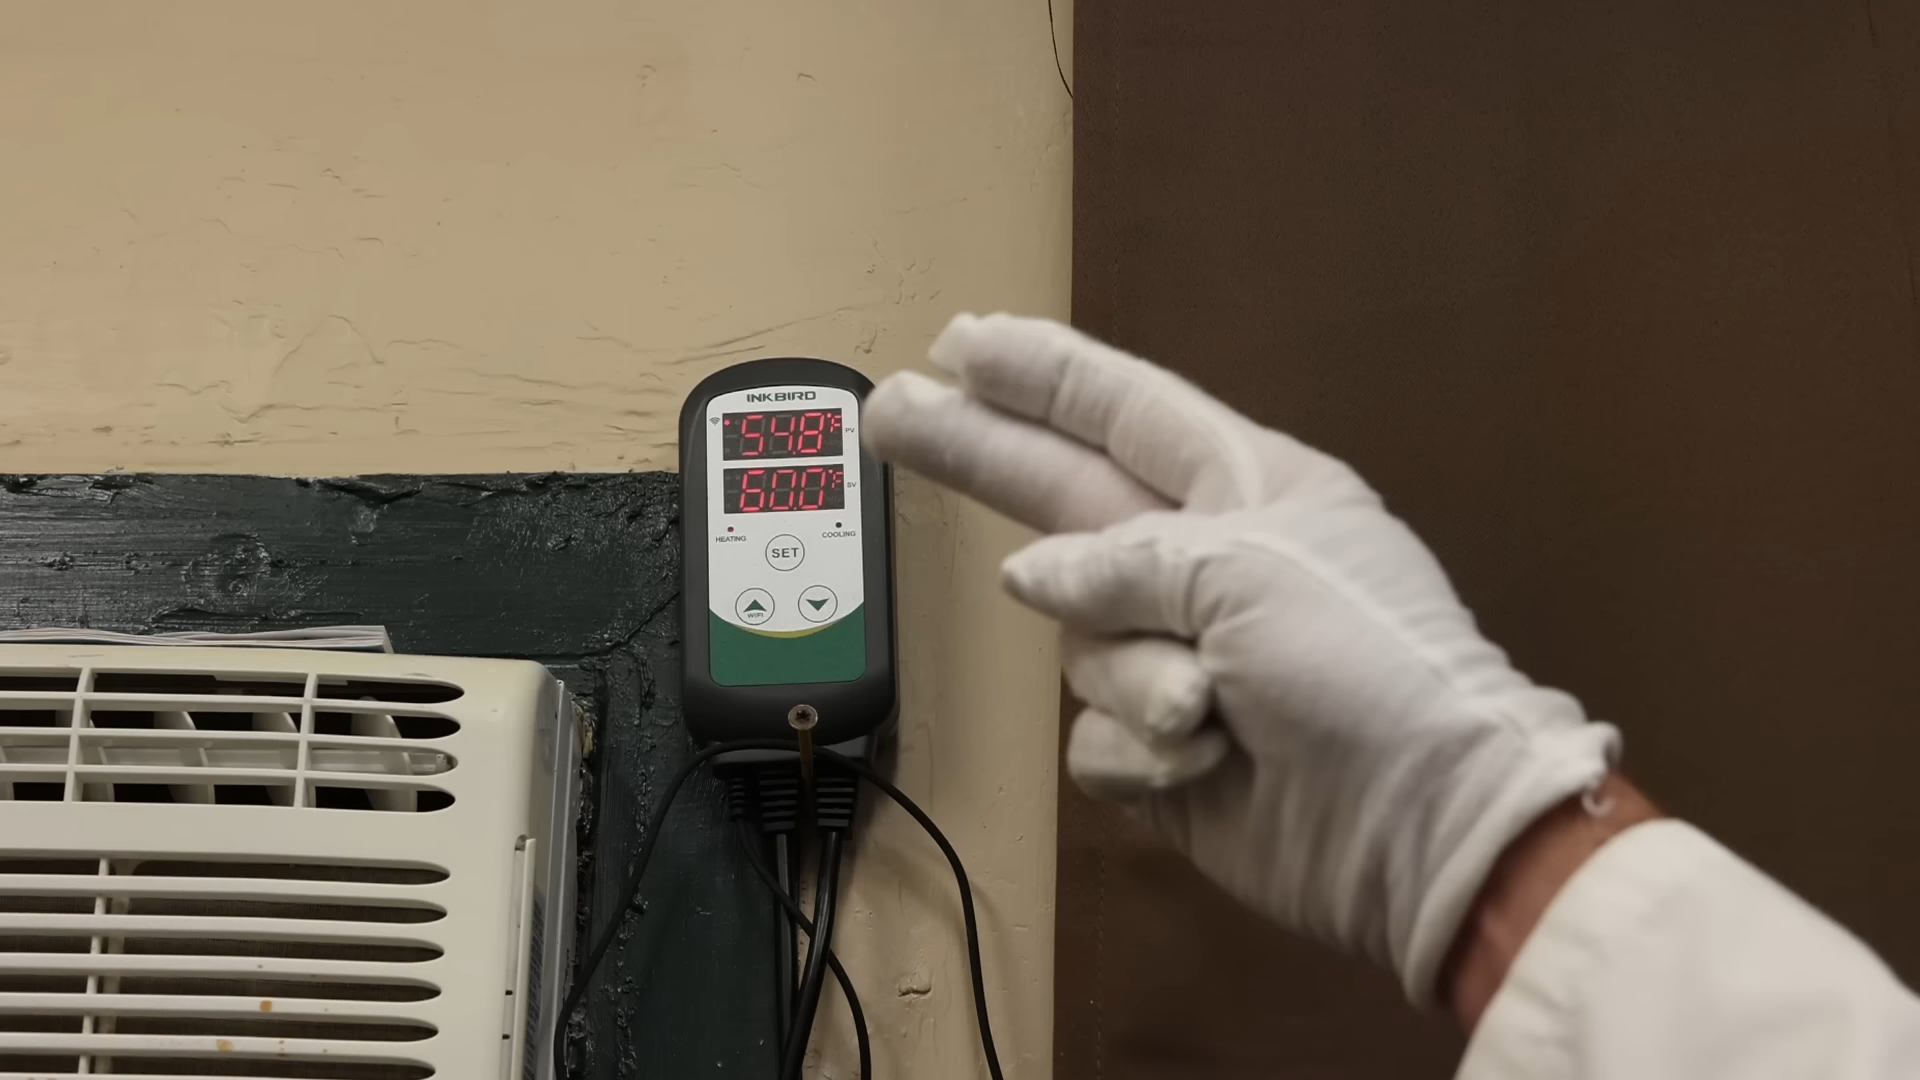 INKBIRD
54.8°F PV
60.0°F SV
HEATING
COOLING
SET
WIFI